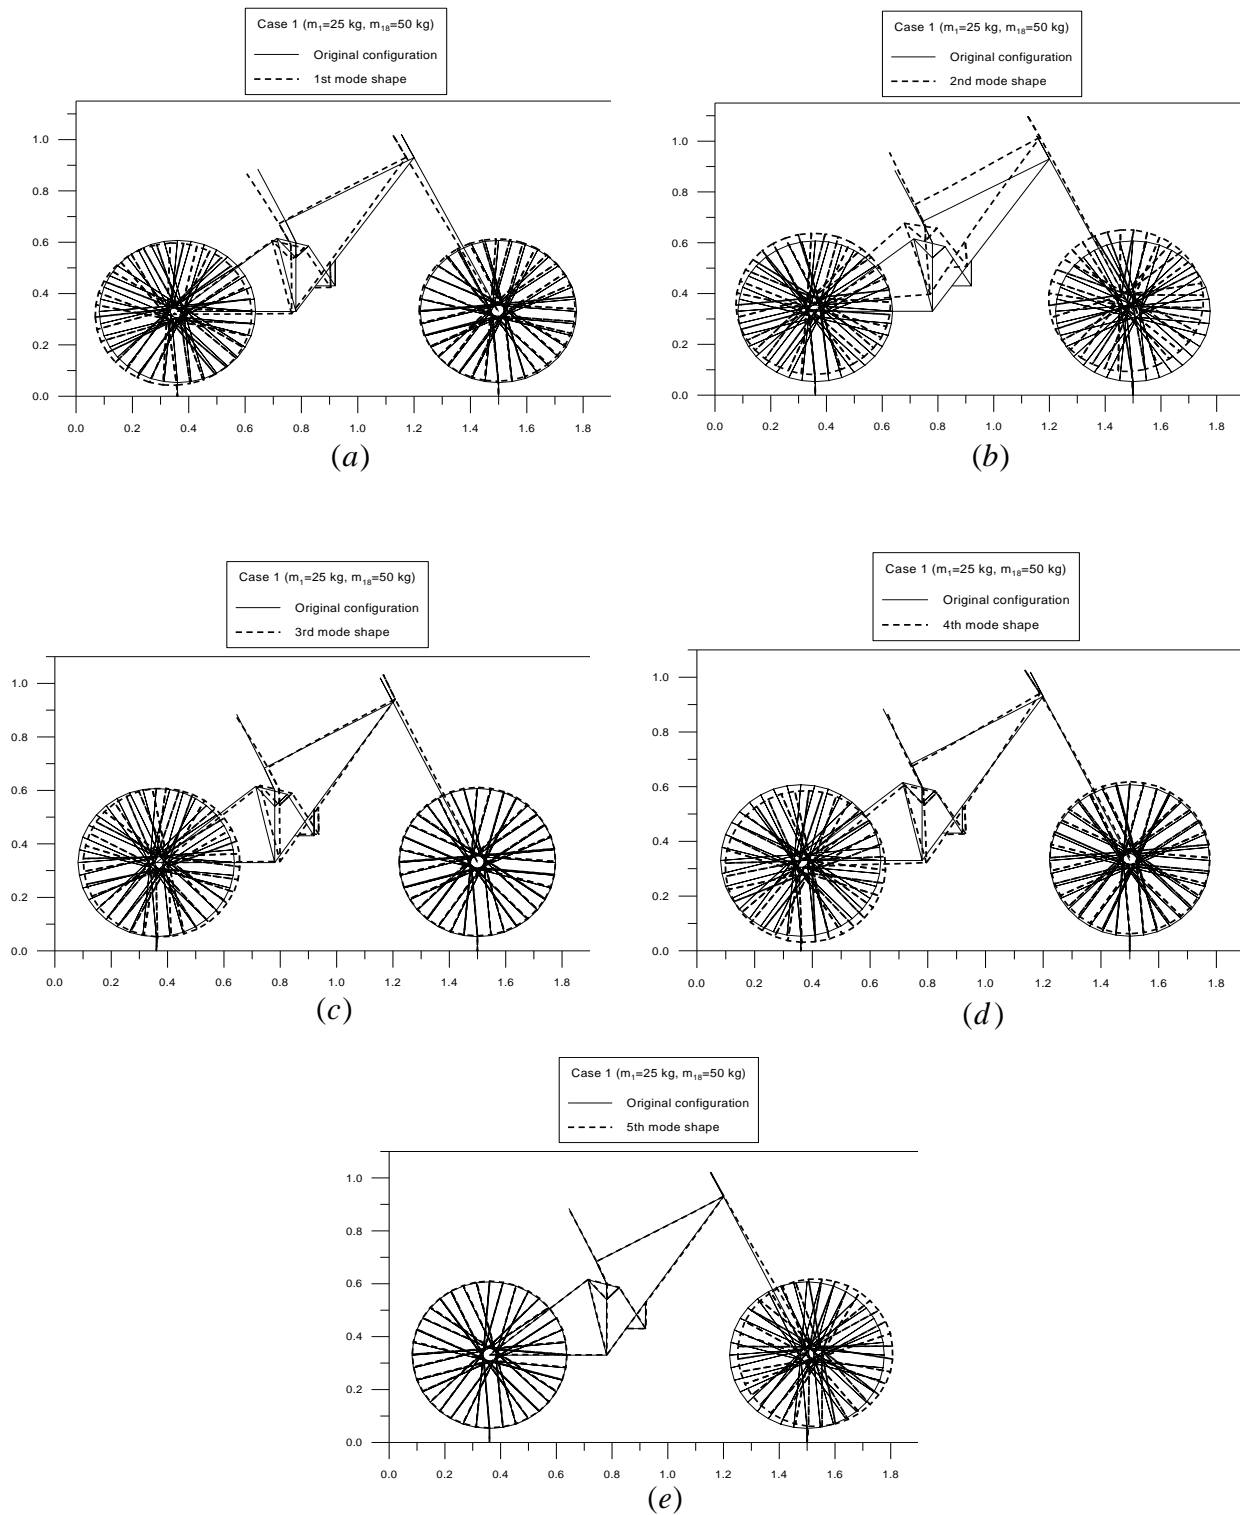 Case 1 (m₁=25 kg, m₁₈=50 kg)
Original configuration
1st mode shape
1.0
0.8
0.6
0.4
0.2
0.0
0.0 0.2 0.4 0.6 0.8 1.0 1.2 1.4 1.6 1.8
(a)
Case 1 (m₁=25 kg, m₁₈=50 kg)
Original configuration
2nd mode shape
1.0
0.8
0.6
0.4
0.2
0.0
0.0 0.2 0.4 0.6 0.8 1.0 1.2 1.4 1.6 1.8
(b)
Case 1 (m₁=25 kg, m₁₈=50 kg)
Original configuration
3rd mode shape
1.0
0.8
0.6
0.4
0.2
0.0
0.0 0.2 0.4 0.6 0.8 1.0 1.2 1.4 1.6 1.8
(c)
Case 1 (m₁=25 kg, m₁₈=50 kg)
Original configuration
4th mode shape
1.0
0.8
0.6
0.4
0.2
0.0
0.0 0.2 0.4 0.6 0.8 1.0 1.2 1.4 1.6 1.8
(d)
Case 1 (m₁=25 kg, m₁₈=50 kg)
Original configuration
5th mode shape
1.0
0.8
0.6
0.4
0.2
0.0
0.0 0.2 0.4 0.6 0.8 1.0 1.2 1.4 1.6 1.8
(e)